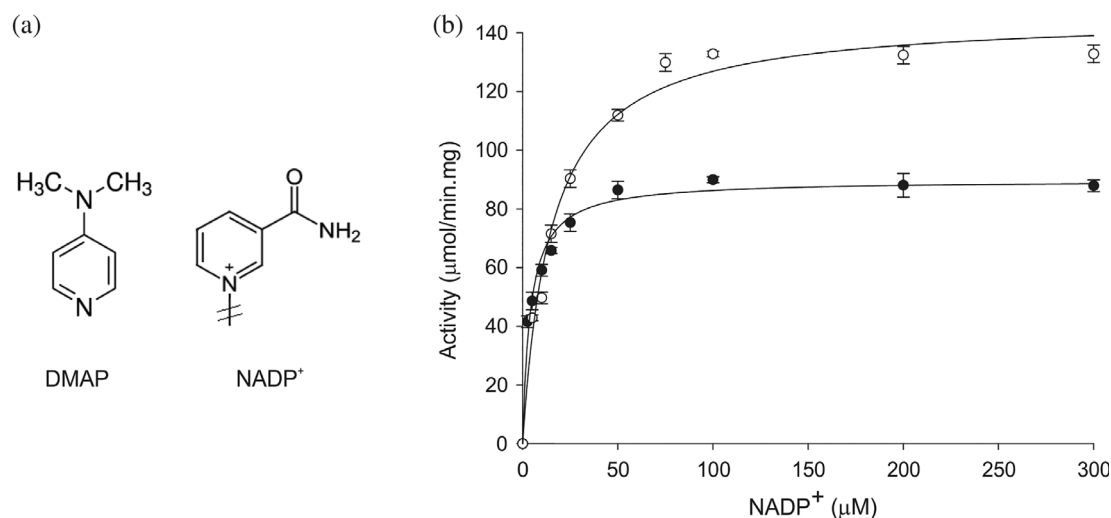 (a)
H₃C
CH₃
N
N
DMAP
O
NH₂
N
+
NADP⁺
(b)
Activity (μmol/min.mg)
140
120
100
80
60
40
20
0
0 50 100 150 200 250 300
NADP⁺ (μM)